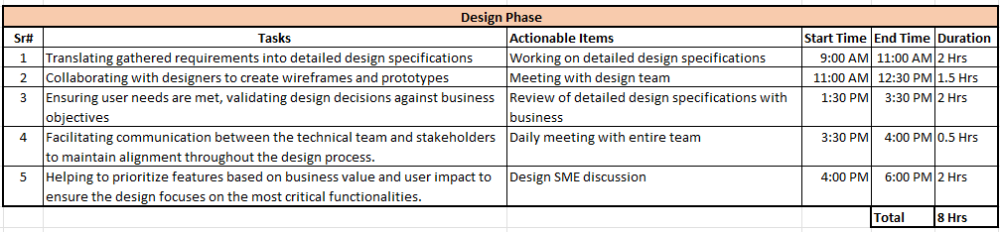 Design Phase
Sr# Tasks Actionable Items Start Time End Time Duration
1 Translating gathered requirements into detailed design specifications Working on detailed design specifications 9:00 AM 11:00 AM 2 Hrs
2 Collaborating with designers to create wireframes and prototypes Meeting with design team 11:00 AM 12:30 PM 1.5 Hrs
3 Ensuring user needs are met, validating design decisions against business Review of detailed design specifications with 1:30 PM 3:30 PM 2 Hrs
objectives business
4 Facilitating communication between the technical team and stakeholders Daily meeting with entire team 3:30 PM 4:00 PM 0.5 Hrs
to maintain alignment throughout the design process.
5 Helping to prioritize features based on business value and user impact to Design SME discussion 4:00 PM 6:00 PM 2 Hrs
ensure the design focuses on the most critical functionalities.
Total 8 Hrs